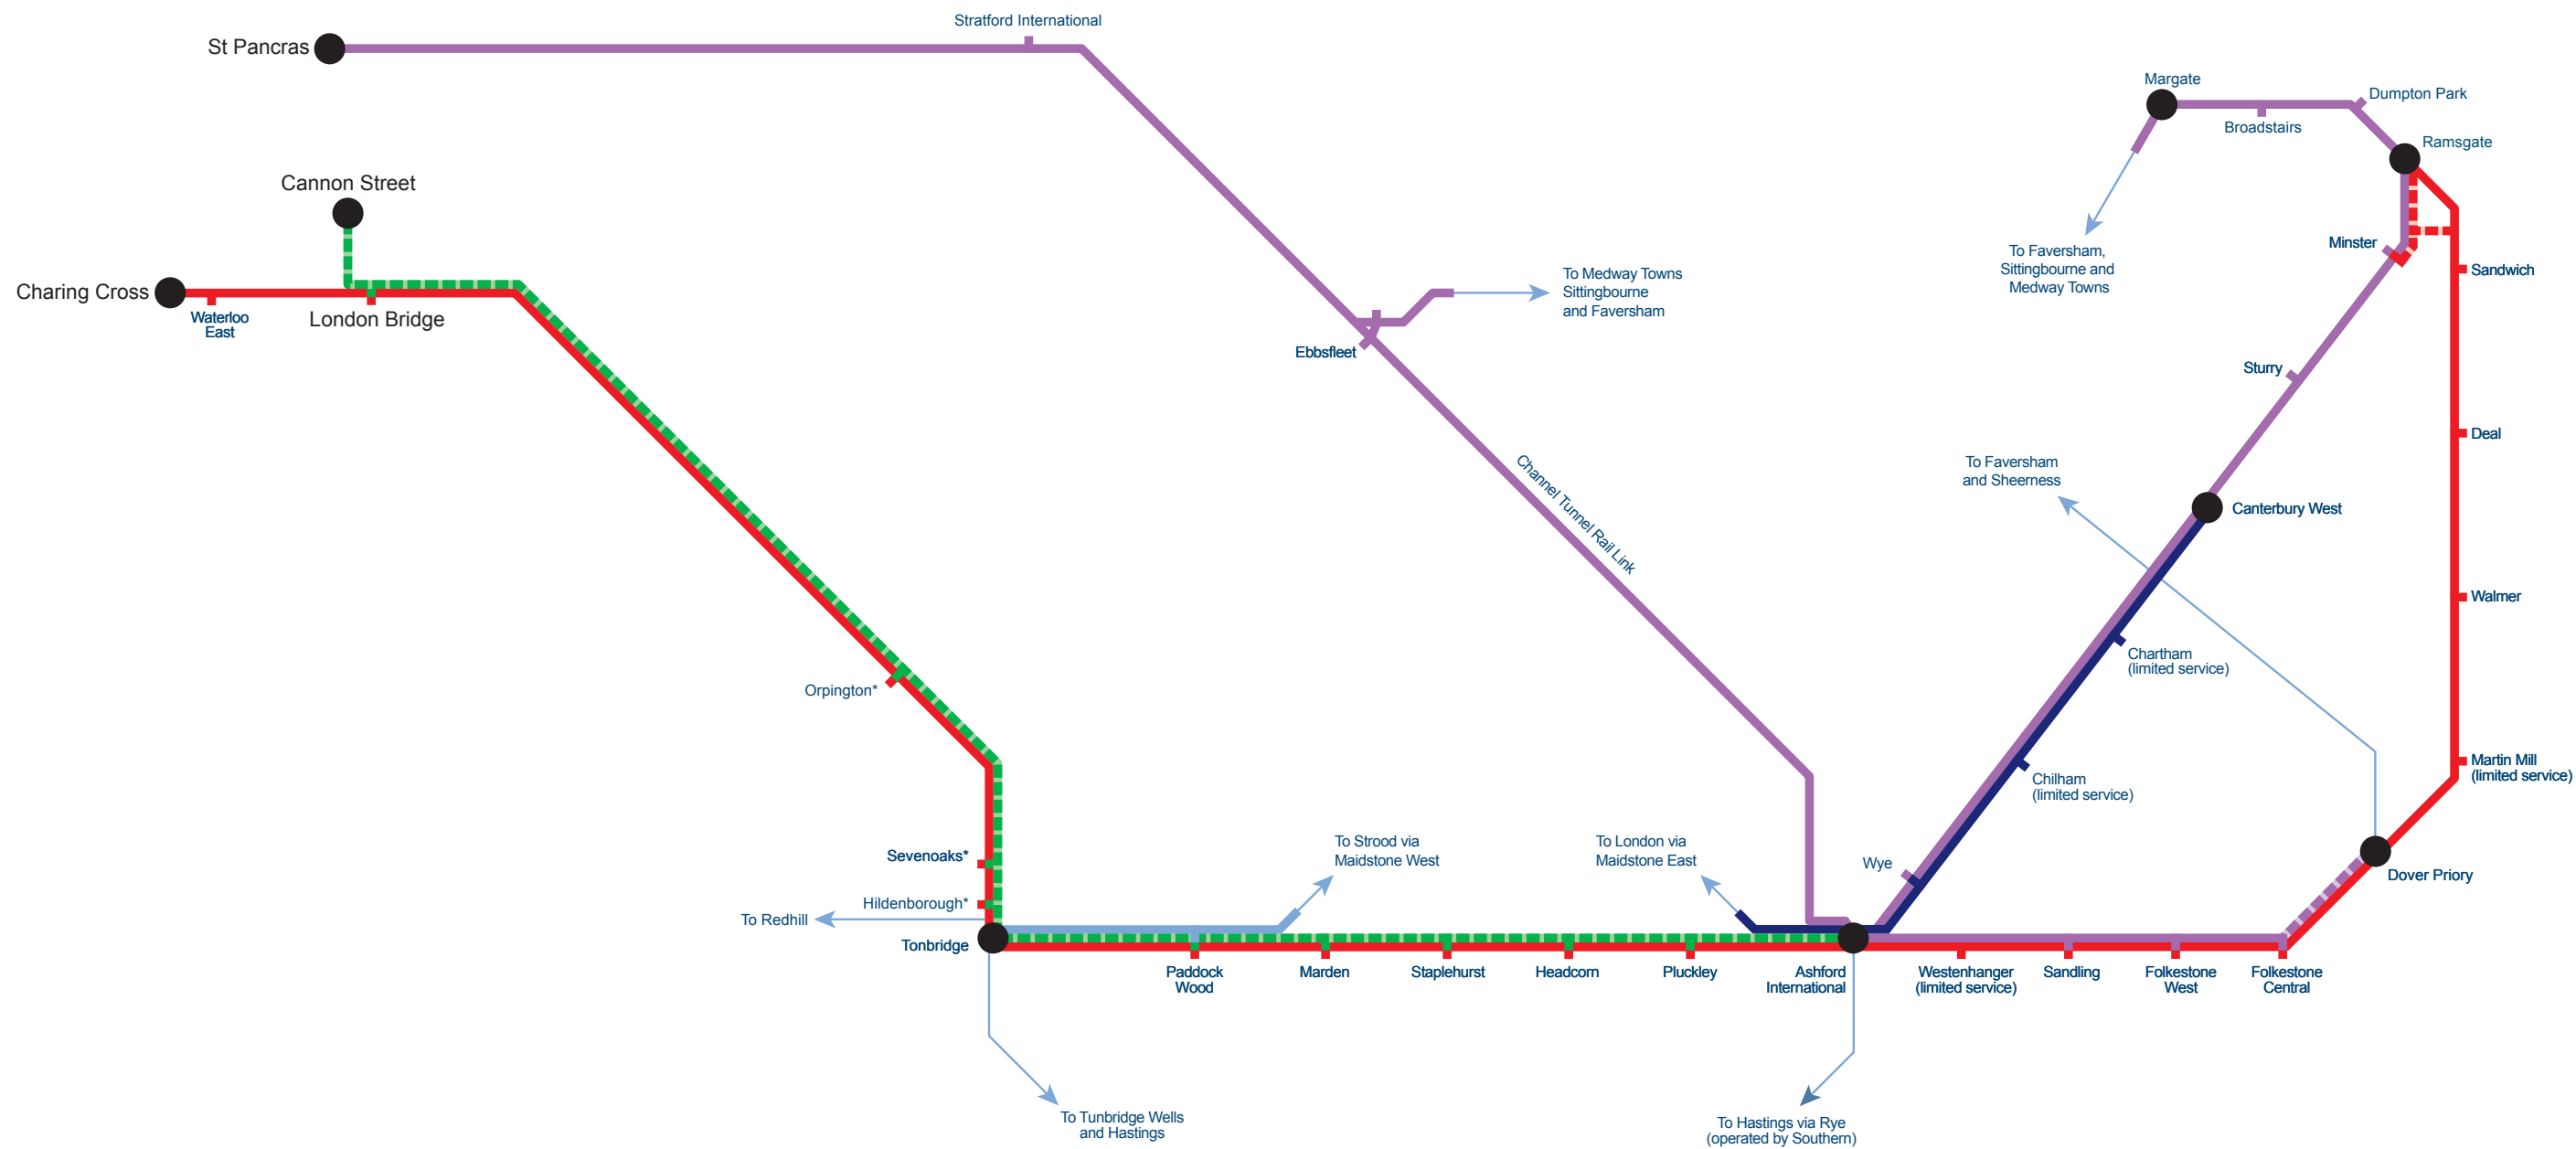 Stratford International
St Pancras
Margate
Dumpton Park
Broadstairs
Ramsgate
Cannon Street
Minster
To Faversham,
Sittingbourne and
Medway Towns
Sandwich
To Medway Towns
Sittingbourne
and Faversham
Charing Cross
Waterloo
East
London Bridge
Ebbsfleet
Sturry
Deal
To Faversham
and Sheerness
Channel Tunnel Rail Link
Canterbury West
Walmer
Chartham
(limited service)
Orpington*
Martin Mill
(limited service)
Chilham
(limited service)
To Strood via
Maidstone West
To London via
Maidstone East
Sevenoaks*
Wye
Dover Priory
Hildenborough*
To Redhill
Tonbridge
Paddock
Wood
Marden
Staplehurst
Headcorn
Pluckley
Ashford
International
Westenhanger
(limited service)
Sandling
Folkestone
West
Folkestone
Central
To Tunbridge Wells
and Hastings
To Hastings via Rye
(operated by Southern)